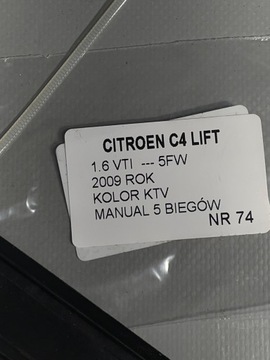 CITROEN C4 LIFT
1.6 VTI --- 5FW
2009 ROK
KOLOR KTV
MANUAL 5 BIEGÓW
NR 74